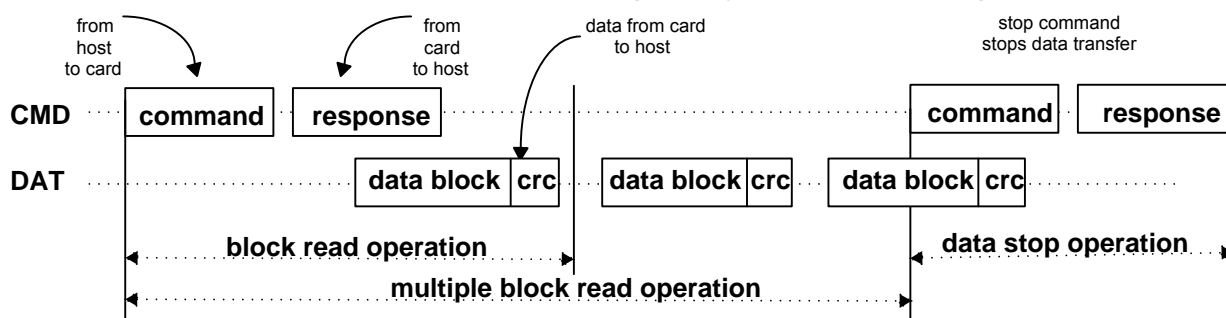 from
host
to card
from
card
to host
data from card
to host
stop command
stops data transfer
CMD command response command response
DAT data block crc data block crc data block crc
block read operation data stop operation
multiple block read operation